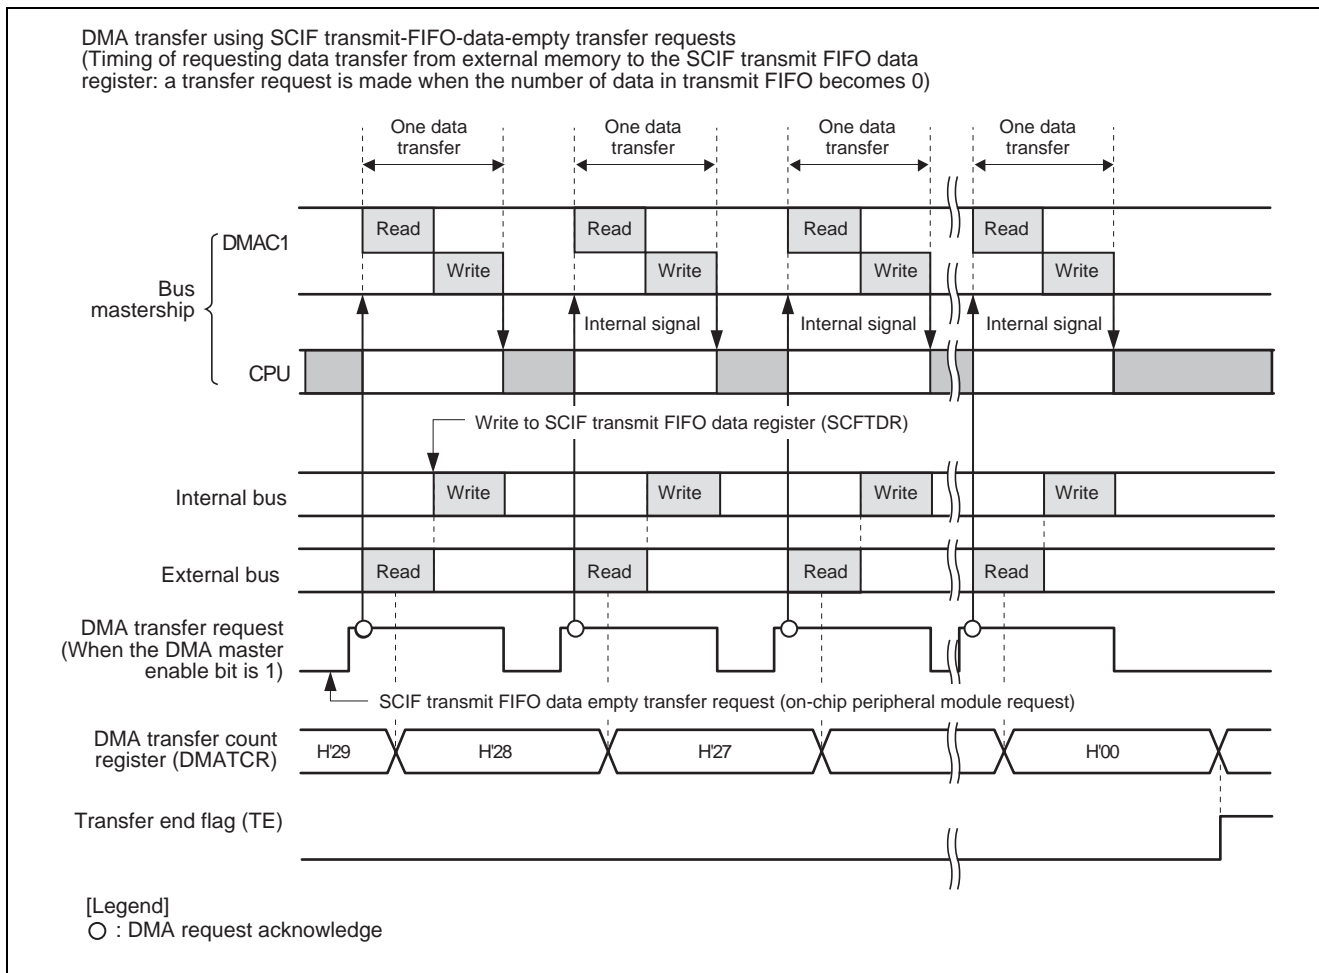 DMA transfer using SCIF transmit-FIFO-data-empty transfer requests
(Timing of requesting data transfer from external memory to the SCIF transmit FIFO data
register: a transfer request is made when the number of data in transmit FIFO becomes 0)
One data
transfer
One data
transfer
One data
transfer
One data
transfer
Bus
mastership
DMAC1
Read
Read
Read
Read
Write
Write
Write
Write
Internal signal
Internal signal
Internal signal
CPU
Write to SCIF transmit FIFO data register (SCFTDR)
Internal bus
Write
Write
Write
Write
External bus
Read
Read
Read
Read
DMA transfer request
(When the DMA master
enable bit is 1)
SCIF transmit FIFO data empty transfer request (on-chip peripheral module request)
DMA transfer count
register (DMATCR)
H'29
H'28
H'27
H'00
Transfer end flag (TE)
[Legend]
: DMA request acknowledge